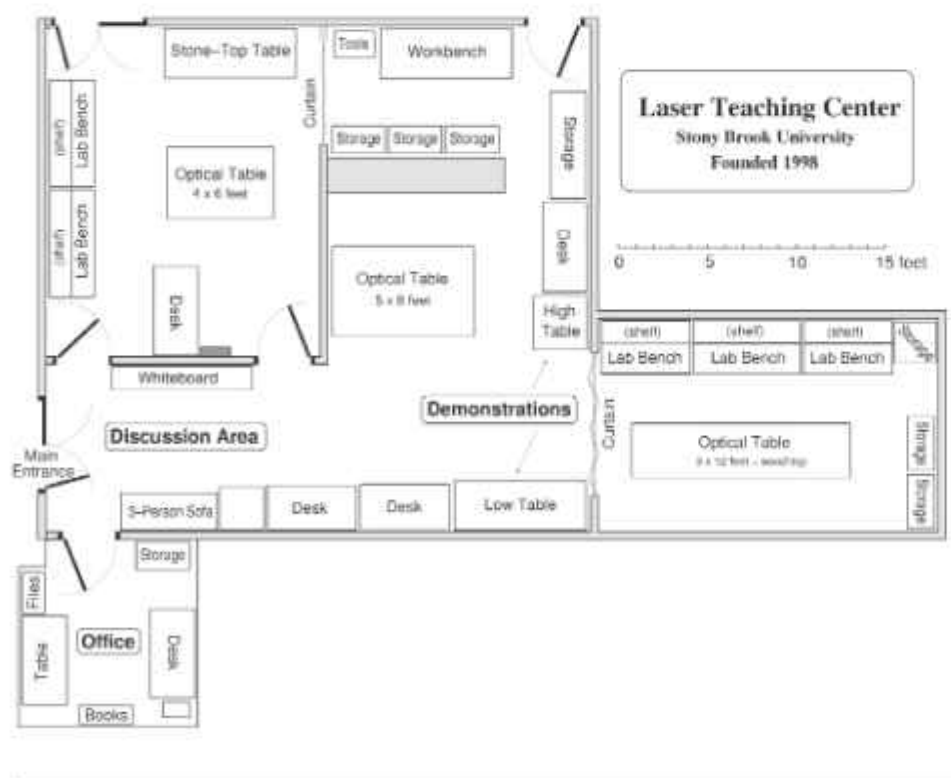 Stone-Top Table
Tools
Workbench
Laser Teaching Center
Stony Brook University
Founded 1998
Curtain
(shelf)
Lab Bench
Storage
Storage
Storage
Storage
Optical Table
4 x 6 feet
(shelf)
Lab Bench
Desk
0 5 10 15 feet
Optical Table
5 x 8 feet
Desk
High
Table
(shelf)
(shelf)
(shelf)
Storage
Lab Bench
Lab Bench
Lab Bench
Whiteboard
Demonstrations
Curtain
Discussion Area
Main
Entrance
Optical Table
Storage
3-Person Sofa
Desk
Desk
Low Table
Storage
Storage
Files
Office
Table
Desk
Books